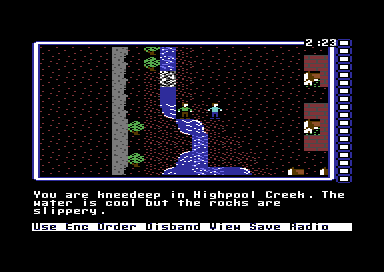 2:23
You are kneedeep in Highpool Creek. The
water is cool but the rocks are
slippery.
Use Enc Order Disband View Save Radio